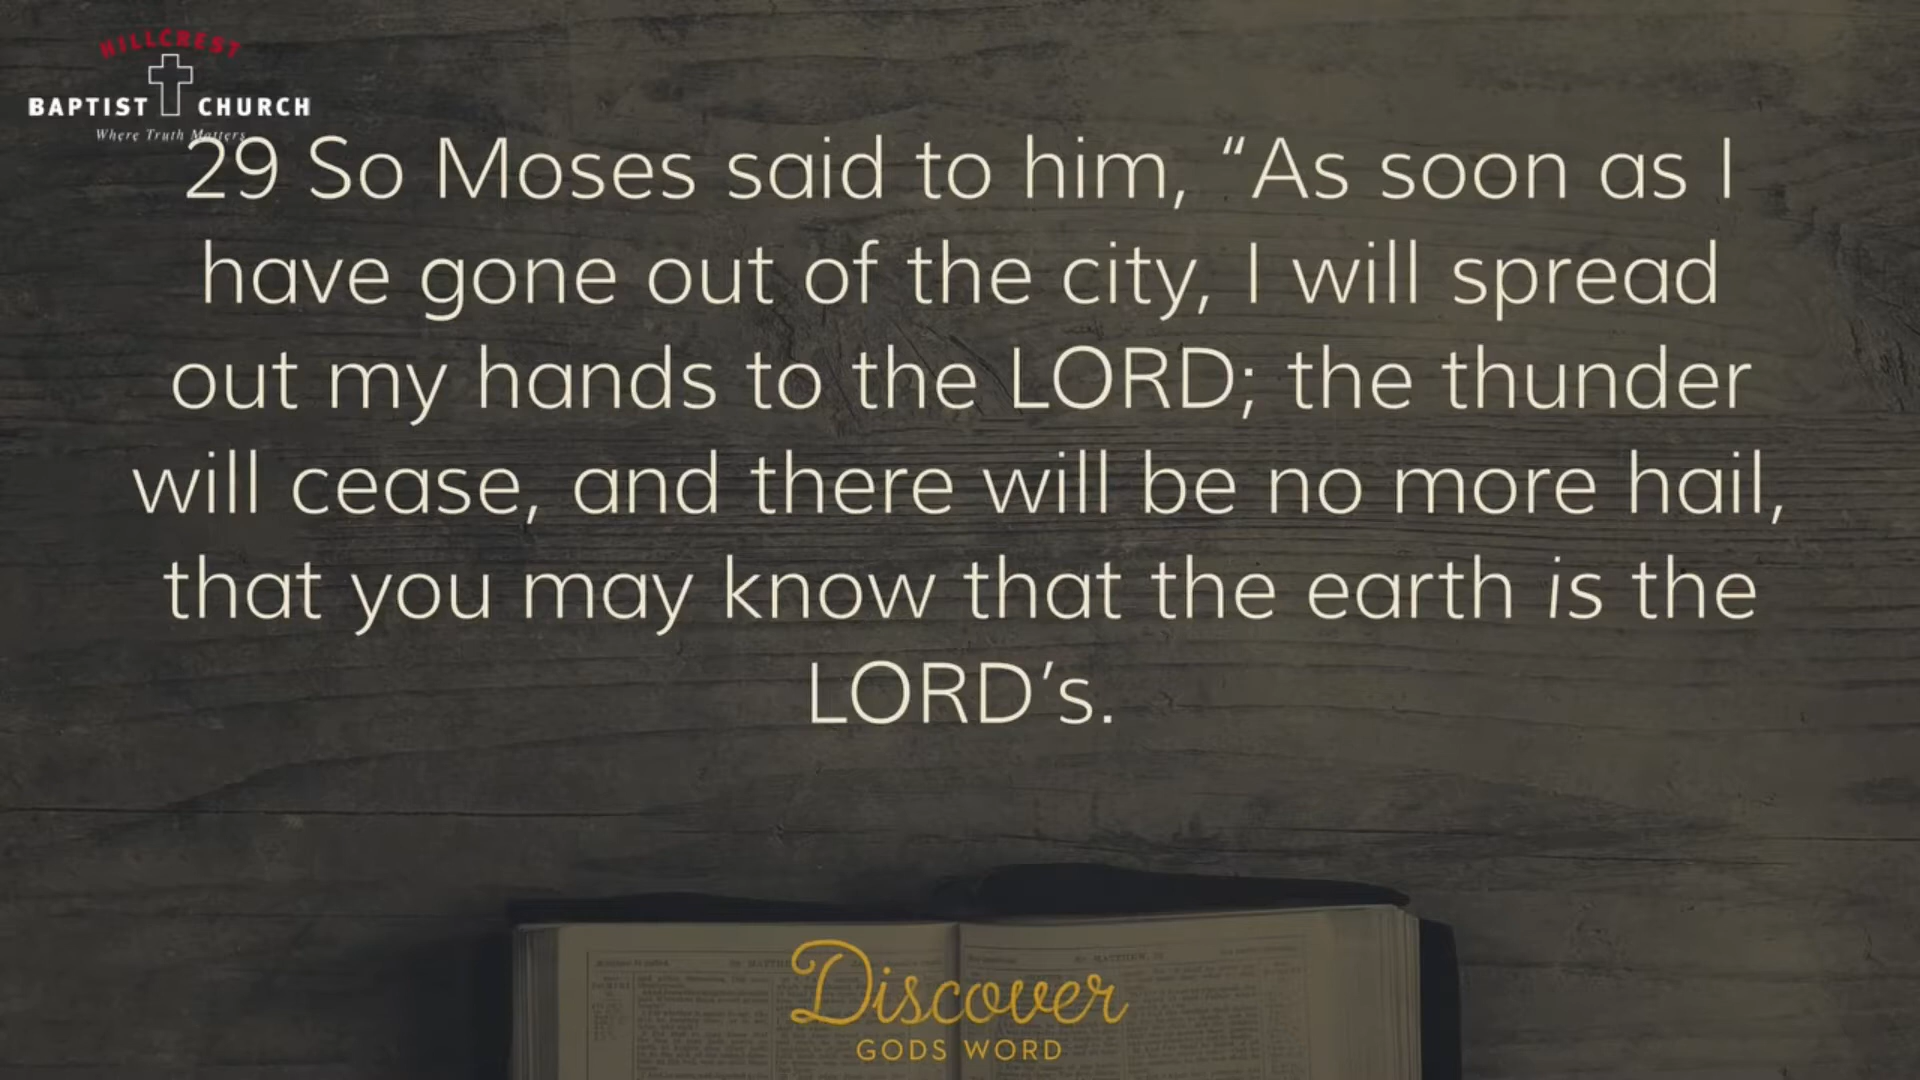 HILLCREST
BAPTIST CHURCH
Where Truth Matters
29 So Moses said to him, “As soon as I
have gone out of the city, I will spread
out my hands to the LORD; the thunder
will cease, and there will be no more hail,
that you may know that the earth is the
LORD’s.
Discover
GODS WORD